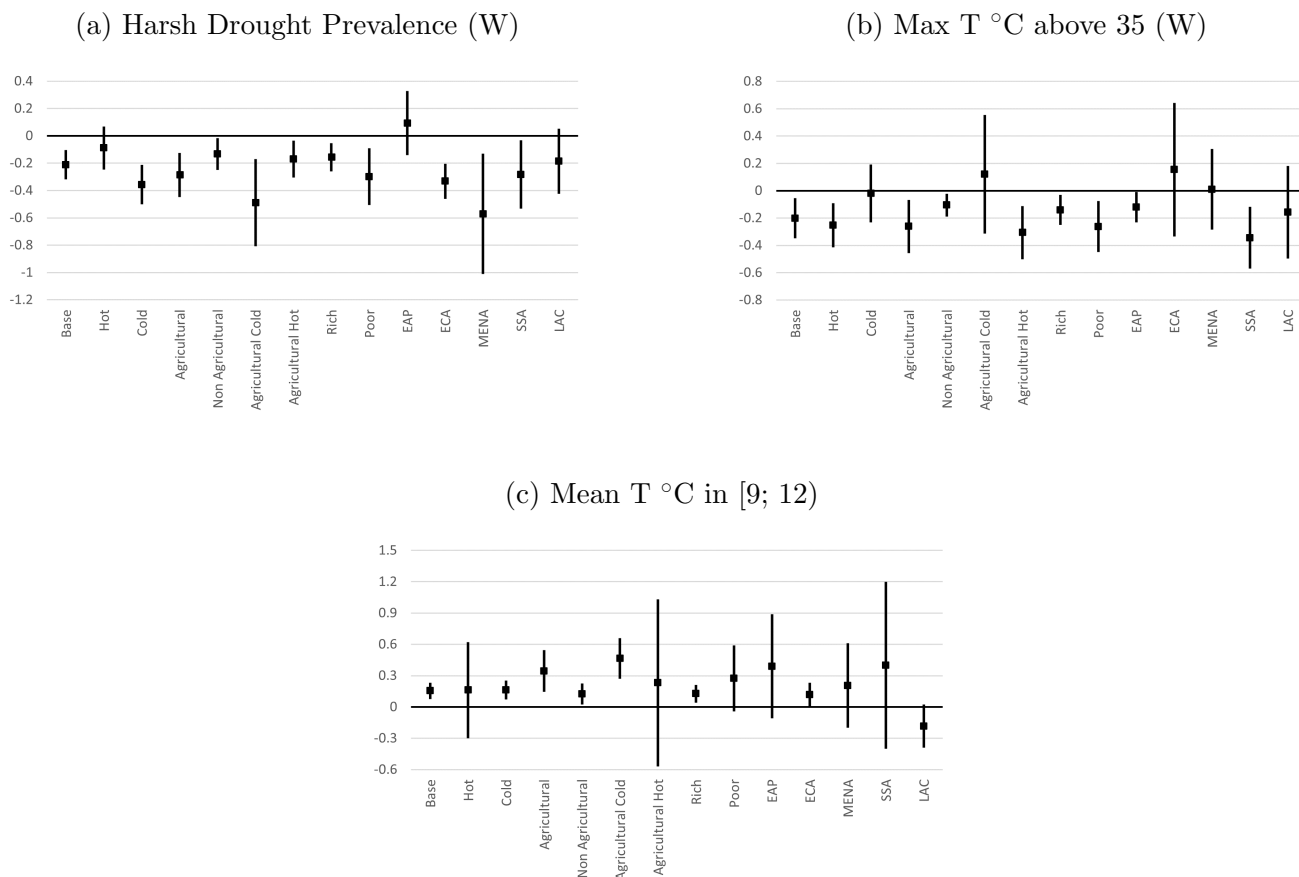 (a) Harsh Drought Prevalence (W)
0.4
0.2
0
-0.2
-0.4
-0.6
-0.8
-1
-1.2
Base
Hot
Cold
Agricultural
Non Agricultural
Agricultural Cold
Agricultural Hot
Rich
Poor
EAP
ECA
MENA
SSA
LAC
(b) Max T °C above 35 (W)
0.8
0.6
0.4
0.2
0
-0.2
-0.4
-0.6
-0.8
Base
Hot
Cold
Agricultural
Non Agricultural
Agricultural Cold
Agricultural Hot
Rich
Poor
EAP
ECA
MENA
SSA
LAC
(c) Mean T °C in [9; 12)
1.5
1.2
0.9
0.6
0.3
0
-0.3
-0.6
Base
Hot
Cold
Agricultural
Non Agricultural
Agricultural Cold
Agricultural Hot
Rich
Poor
EAP
ECA
MENA
SSA
LAC